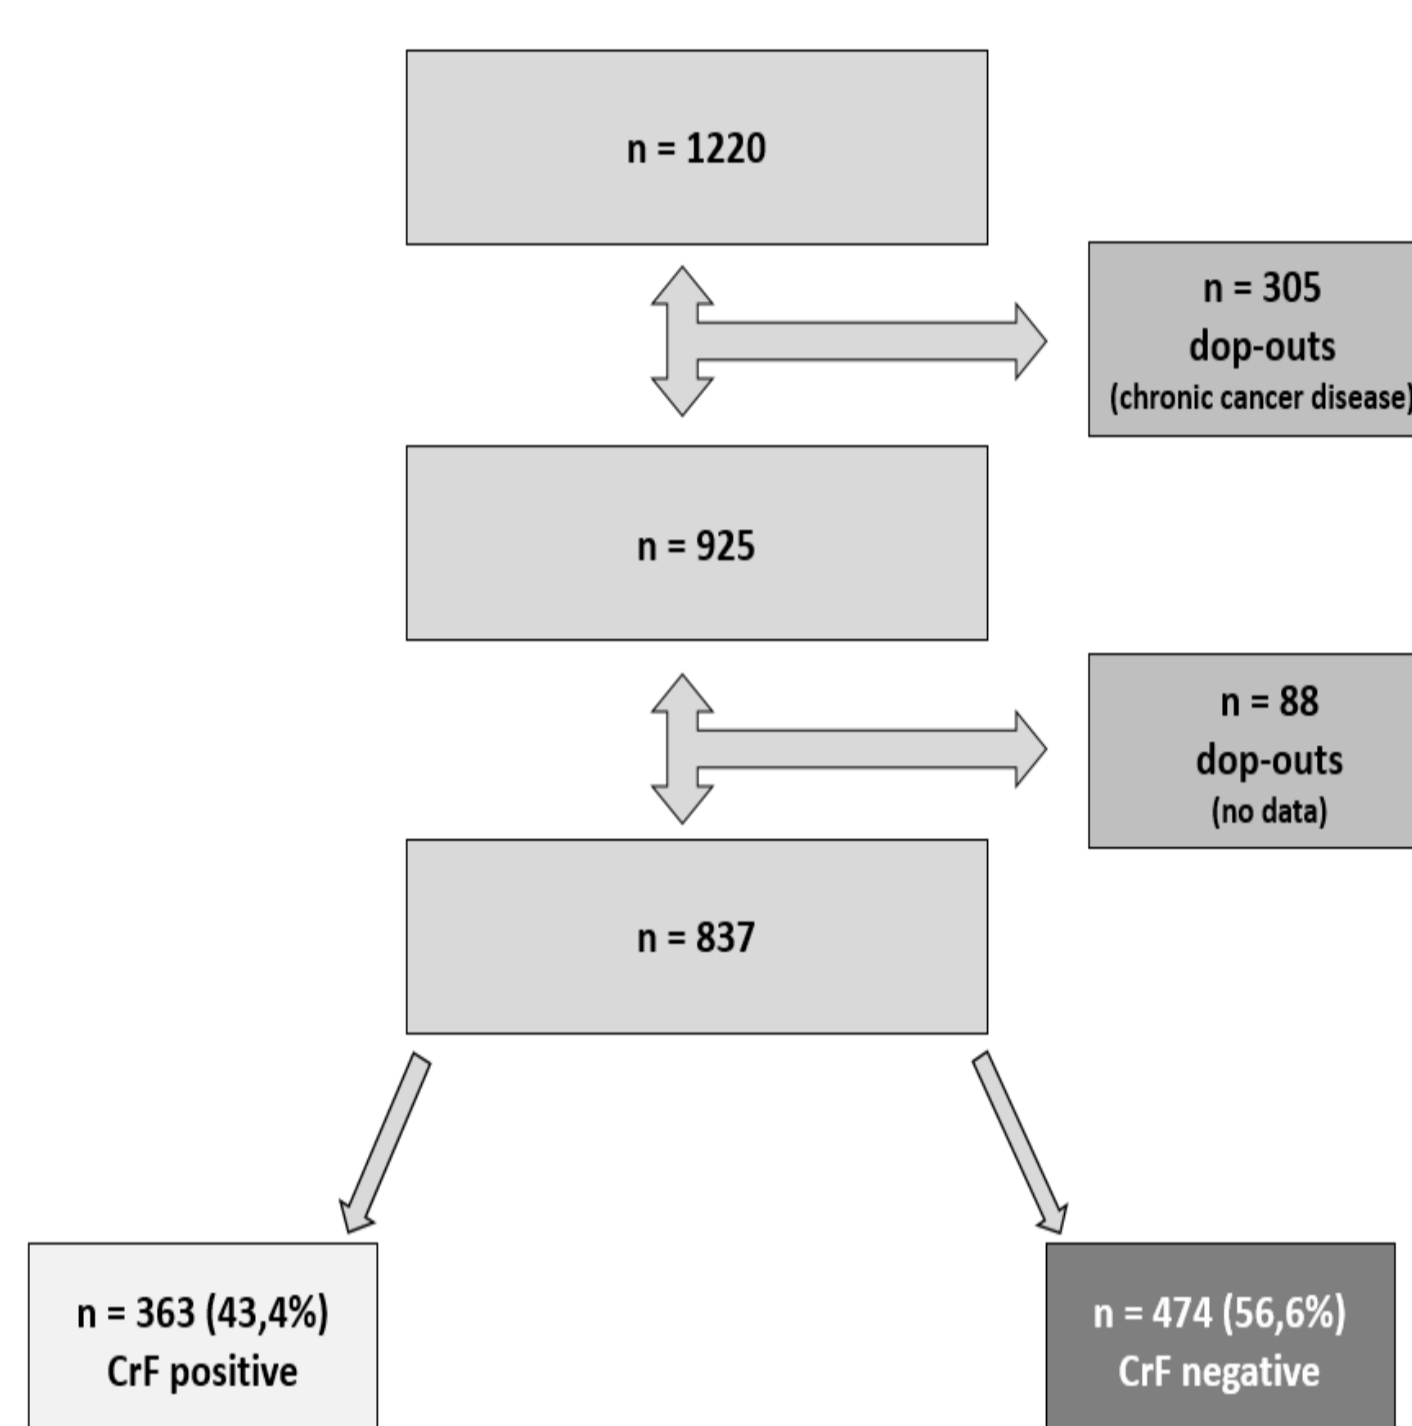 n = 1220
n = 305
dop-outs
(chronic cancer disease)
n = 925
n = 88
dop-outs
(no data)
n = 837
n = 363 (43,4%)
CrF positive
n = 474 (56,6%)
CrF negative